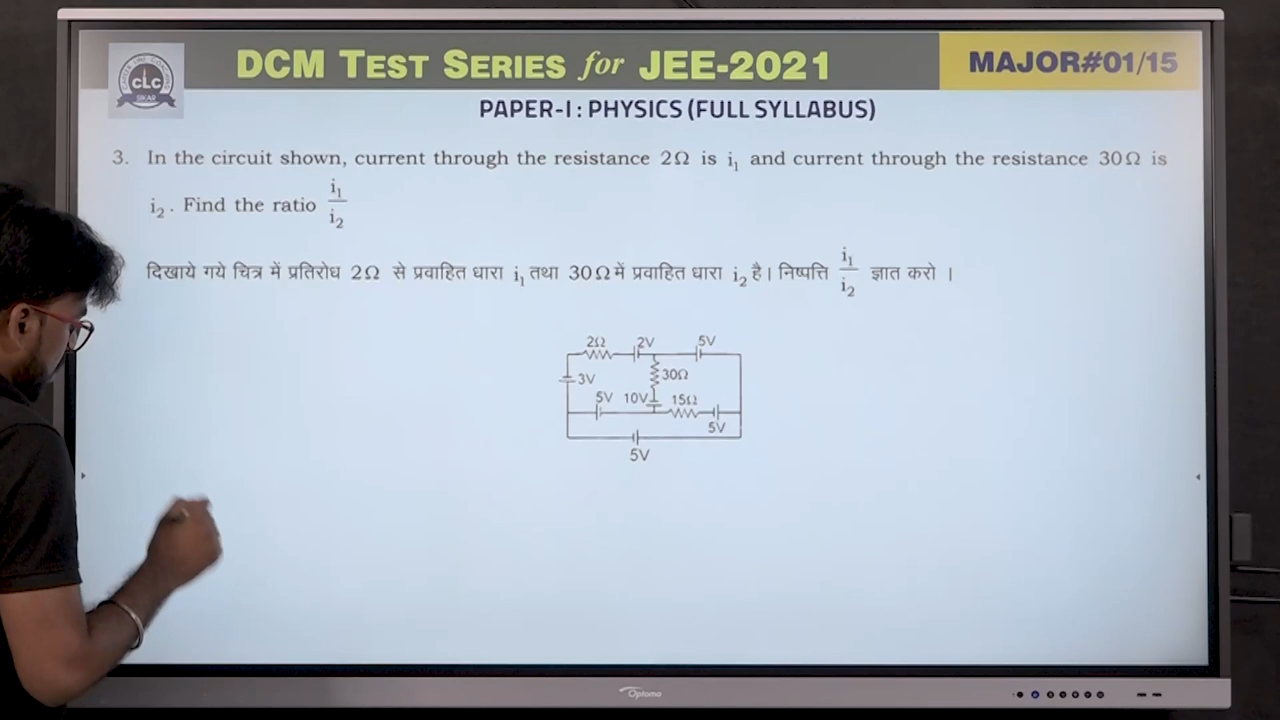 CLC
SIKAR
DCM TEST SERIES for JEE-2021
MAJOR#01/15
PAPER-I : PHYSICS (FULL SYLLABUS)
3. In the circuit shown, current through the resistance 2Ω is i₁ and current through the resistance 30Ω is
i₂. Find the ratio i₁/i₂
दिखाये गये चित्र में प्रतिरोध 2Ω से प्रवाहित धारा i₁ तथा 30Ω में प्रवाहित धारा i₂ है। निष्पत्ति i₁/i₂ ज्ञात करो ।
2Ω 2V 5V
3V 30Ω
5V 10V 15Ω
5V
5V
Optoma